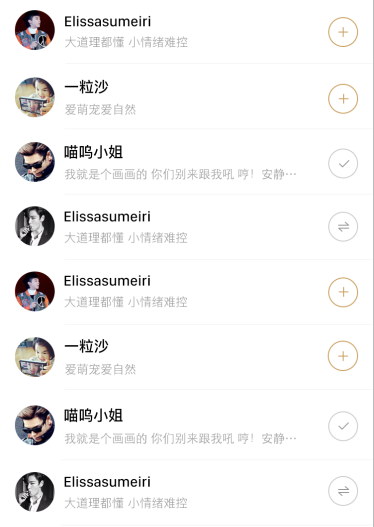 Elissasumeiri
大道理都懂 小情绪难控
一粒沙
爱萌宠爱自然
喵呜小姐
我就是个画画的 你们别来跟我吼 哼！安静…
Elissasumeiri
大道理都懂 小情绪难控
Elissasumeiri
大道理都懂 小情绪难控
一粒沙
爱萌宠爱自然
喵呜小姐
我就是个画画的 你们别来跟我吼 哼！安静…
Elissasumeiri
大道理都懂 小情绪难控